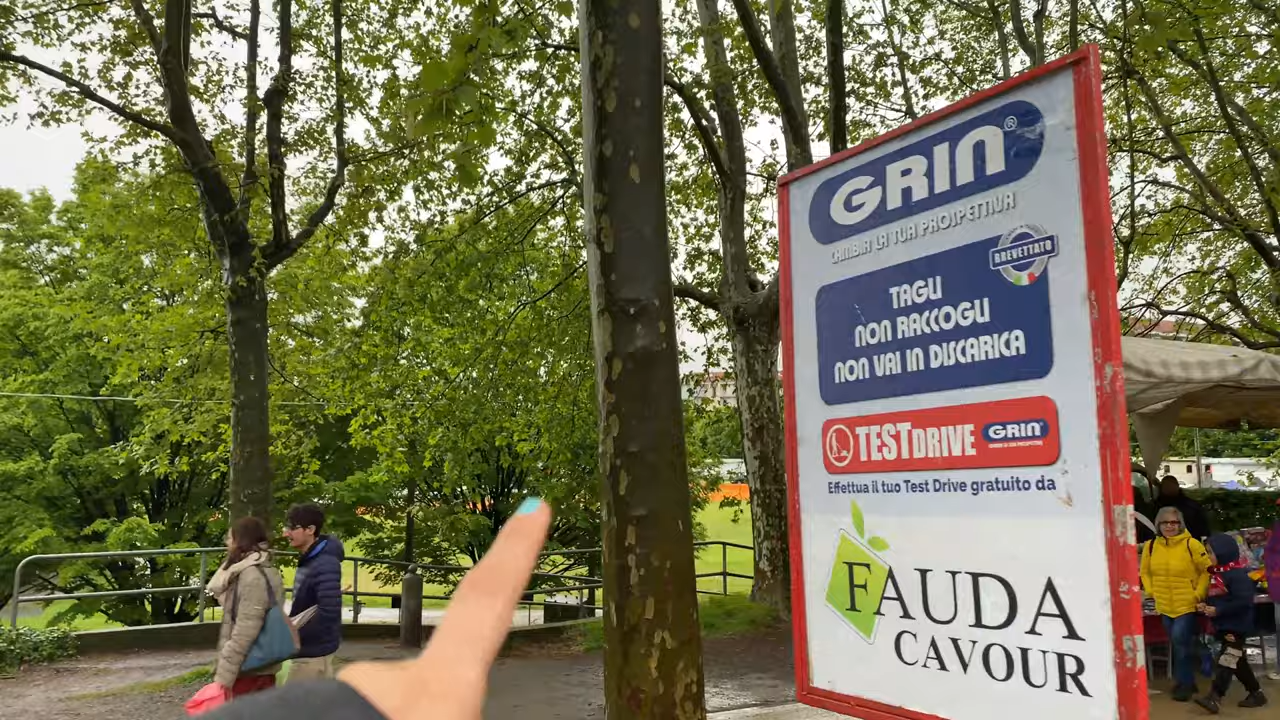 GRIN®
CAMBIA LA TUA PROSPETTIVA
BREVETTATO
TAGLI
NON RACCOGLI
NON VAI IN DISCARICA
TESTDRIVE GRIN®
Effettua il tuo Test Drive gratuito da
FAUDA
CAVOUR